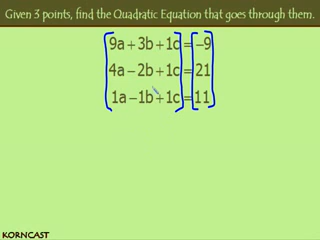 Given 3 points, find the Quadratic Equation that goes through them.
9a + 3b + 1c = -9
4a - 2b + 1c = 21
1a - 1b + 1c = 11
KORNCAST